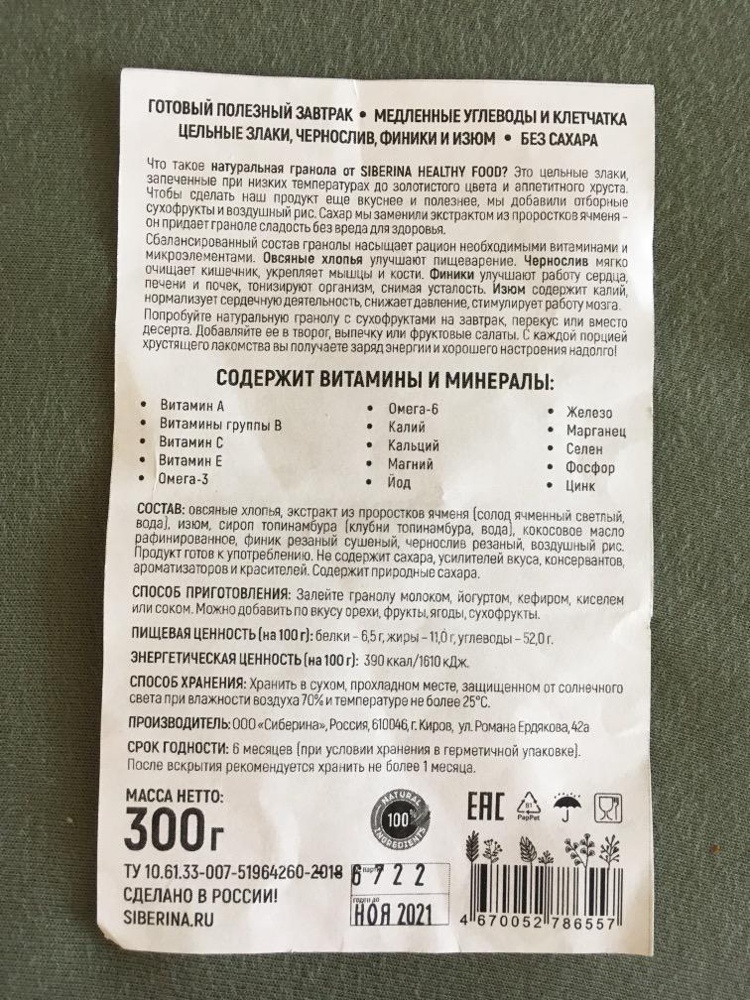 ГОТОВЫЙ ПОЛЕЗНЫЙ ЗАВТРАК • МЕДЛЕННЫЕ УГЛЕВОДЫ И КЛЕТЧАТКА
ЦЕЛЬНЫЕ ЗЛАКИ, ЧЕРНОСЛИВ, ФИНИКИ И ИЗЮМ • БЕЗ САХАРА
Что такое натуральная гранола от SIBERINA HEALTHY FOOD? Это цельные злаки,
запеченные при низких температурах до золотистого цвета и аппетитного хруста.
Чтобы сделать наш продукт еще вкуснее и полезнее, мы добавили отборные
сухофрукты и воздушный рис. Сахар мы заменили экстрактом из проростков ячменя –
он придает граноле сладость без вреда для здоровья.
Сбалансированный состав гранолы насыщает рацион необходимыми витаминами и
микроэлементами. Овсяные хлопья улучшают пищеварение. Чернослив мягко
очищает кишечник, укрепляет мышцы и кости. Финики улучшают работу сердца,
печени и почек, тонизируют организм, снимая усталость. Изюм содержит калий,
нормализует сердечную деятельность, снижает давление, стимулирует работу мозга.
Попробуйте натуральную гранолу с сухофруктами на завтрак, перекус или вместо
десерта. Добавляйте ее в творог, выпечку или фруктовые салаты. С каждой порцией
хрустящего лакомства вы получаете заряд энергии и хорошего настроения надолго!
СОДЕРЖИТ ВИТАМИНЫ И МИНЕРАЛЫ:
• Витамин А
• Витамины группы В
• Витамин С
• Витамин Е
• Омега-3
• Омега-6
• Калий
• Кальций
• Магний
• Йод
• Железо
• Марганец
• Селен
• Фосфор
• Цинк
СОСТАВ: овсяные хлопья, экстракт из проростков ячменя (солод ячменный светлый,
вода), изюм, сироп топинамбура (клубни топинамбура, вода), кокосовое масло
рафинированное, финик резаный сушеный, чернослив резаный, воздушный рис.
Продукт готов к употреблению. Не содержит сахара, усилителей вкуса, консервантов,
ароматизаторов и красителей. Содержит природные сахара.
СПОСОБ ПРИГОТОВЛЕНИЯ: Залейте гранолу молоком, йогуртом, кефиром, киселем
или соком. Можно добавить по вкусу орехи, фрукты, ягоды, сухофрукты.
ПИЩЕВАЯ ЦЕННОСТЬ (на 100 г): белки – 6,5 г, жиры – 11,0 г, углеводы – 52,0 г.
ЭНЕРГЕТИЧЕСКАЯ ЦЕННОСТЬ (на 100 г): 390 ккал/1610 кДж.
СПОСОБ ХРАНЕНИЯ: Хранить в сухом, прохладном месте, защищенном от солнечного
света при влажности воздуха 70% и температуре не более 25°С.
ПРОИЗВОДИТЕЛЬ: ООО «Сиберина», Россия, 610046, г. Киров, ул. Романа Ердякова, 42а
СРОК ГОДНОСТИ: 6 месяцев (при условии хранения в герметичной упаковке).
После вскрытия рекомендуется хранить не более 1 месяца.
МАССА НЕТТО:
300 г
NATURAL
100%
INGREDIENTS
EAC
81
PapPet
ТУ 10.61.33-007-51964260-2018
СДЕЛАНО В РОССИИ!
SIBERINA.RU
6722
годен до
НОЯ 2021
4 670052 786557